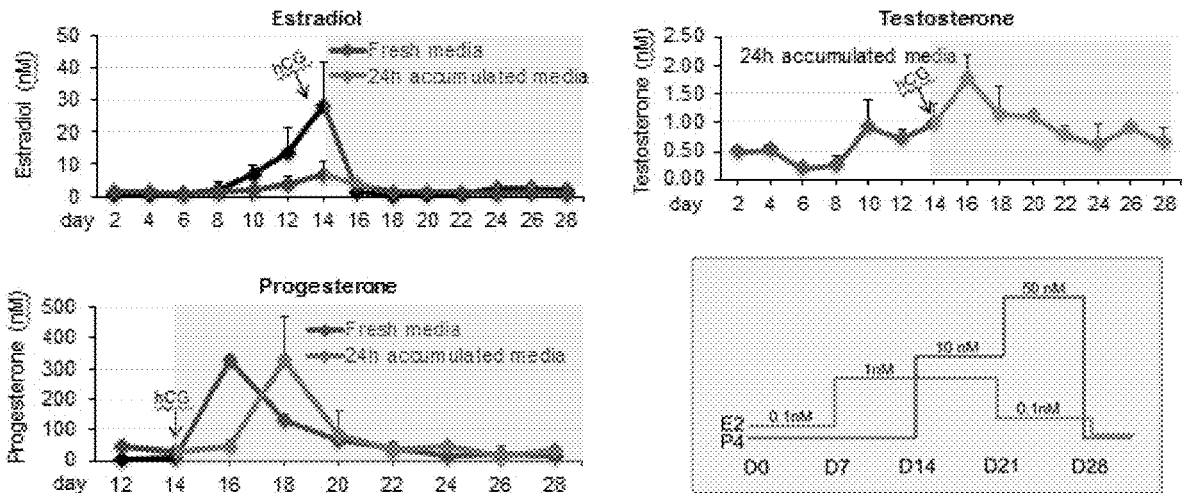 Estradiol
Estradiol (nM)
50
40
30
20
10
0
hCG
Fresh media
24h accumulated media
day 2 4 6 8 10 12 14 16 18 20 22 24 26 28
Testosterone
Testosterone (nM)
2.50
2.00
1.50
1.00
0.50
0.00
24h accumulated media
hCG
day 2 4 6 8 10 12 14 16 18 20 22 24 26 28
Progesterone
Progesterone (nM)
500
400
300
200
100
0
hCG
Fresh media
24h accumulated media
day 12 14 16 18 20 22 24 26 28
50 nM
10 nM
1nM
0.1nM
0.1nM
E2
P4
D0 D7 D14 D21 D28